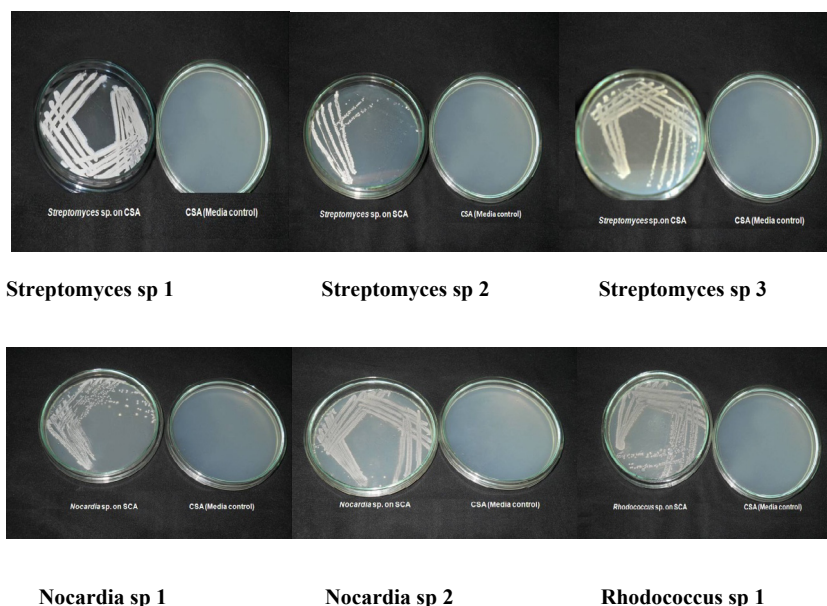 Streptomyces sp. on CSA
CSA (Media control)
Streptomyces sp. on SCA
CSA (Media control)
Streptomyces sp. on CSA
CSA (Media control)
Streptomyces sp 1
Streptomyces sp 2
Streptomyces sp 3
Nocardia sp. on SCA
CSA (Media control)
Nocardia sp. on SCA
CSA (Media control)
Rhodococcus sp. on SCA
CSA (Media control)
Nocardia sp 1
Nocardia sp 2
Rhodococcus sp 1